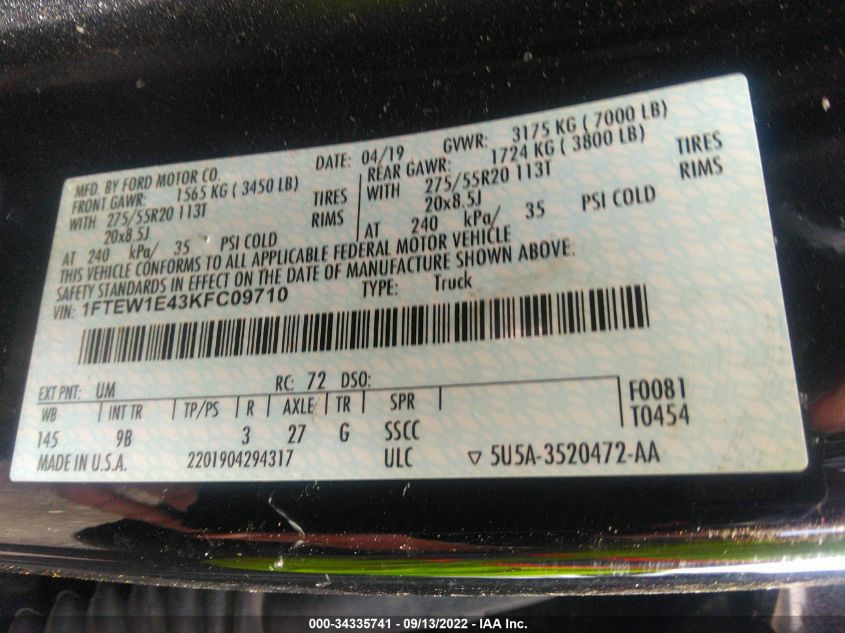 MFD. BY FORD MOTOR CO.
DATE: 04/19 GVWR: 3175 KG ( 7000 LB)
FRONT GAWR: 1565 KG ( 3450 LB) REAR GAWR: 1724 KG ( 3800 LB)
WITH 275/55R20 113T TIRES WITH 275/55R20 113T TIRES
20x8.5J RIMS 20x8.5J RIMS
AT 240 kPa/ 35 PSI COLD AT 240 kPa/ 35 PSI COLD
THIS VEHICLE CONFORMS TO ALL APPLICABLE FEDERAL MOTOR VEHICLE
SAFETY STANDARDS IN EFFECT ON THE DATE OF MANUFACTURE SHOWN ABOVE.
VIN: 1FTEW1E43KFC09710 TYPE: Truck
EXT PNT: UM RC: 72 DSO:
WB INT TR TP/PS R AXLE TR SPR F0081
145 9B 3 27 G SSCC T0454
MADE IN U.S.A. 2201904294317 ULC ▽ 5U5A-3520472-AA
000-34335741 - 09/13/2022 - IAA Inc.